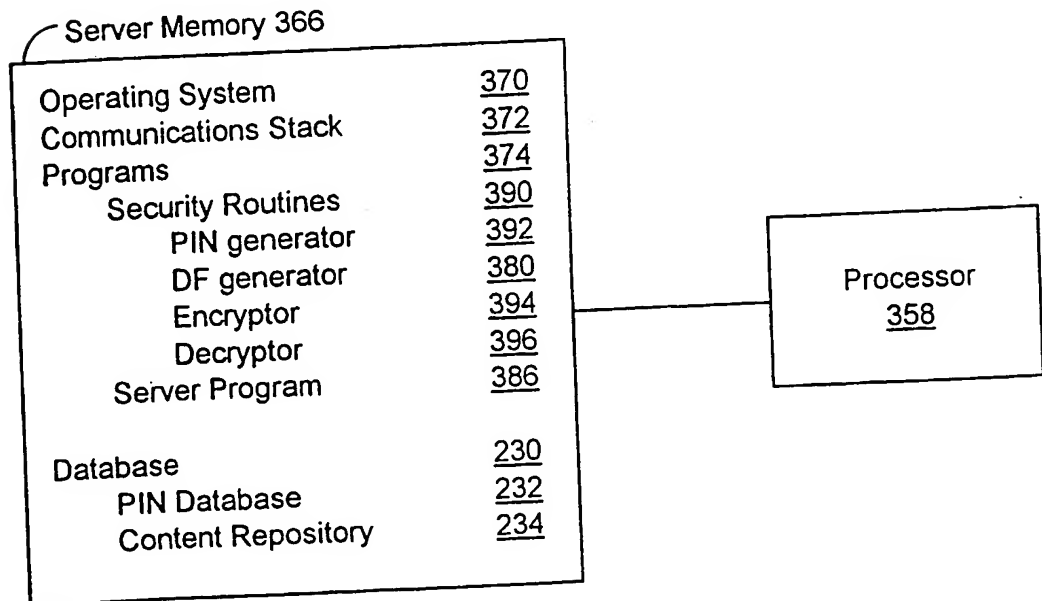 Server Memory 366
Operating System 370
Communications Stack 372
Programs 374
Security Routines 390
PIN generator 392
DF generator 380
Encryptor 394
Decryptor 396
Server Program 386
Database 230
PIN Database 232
Content Repository 234
Processor
358